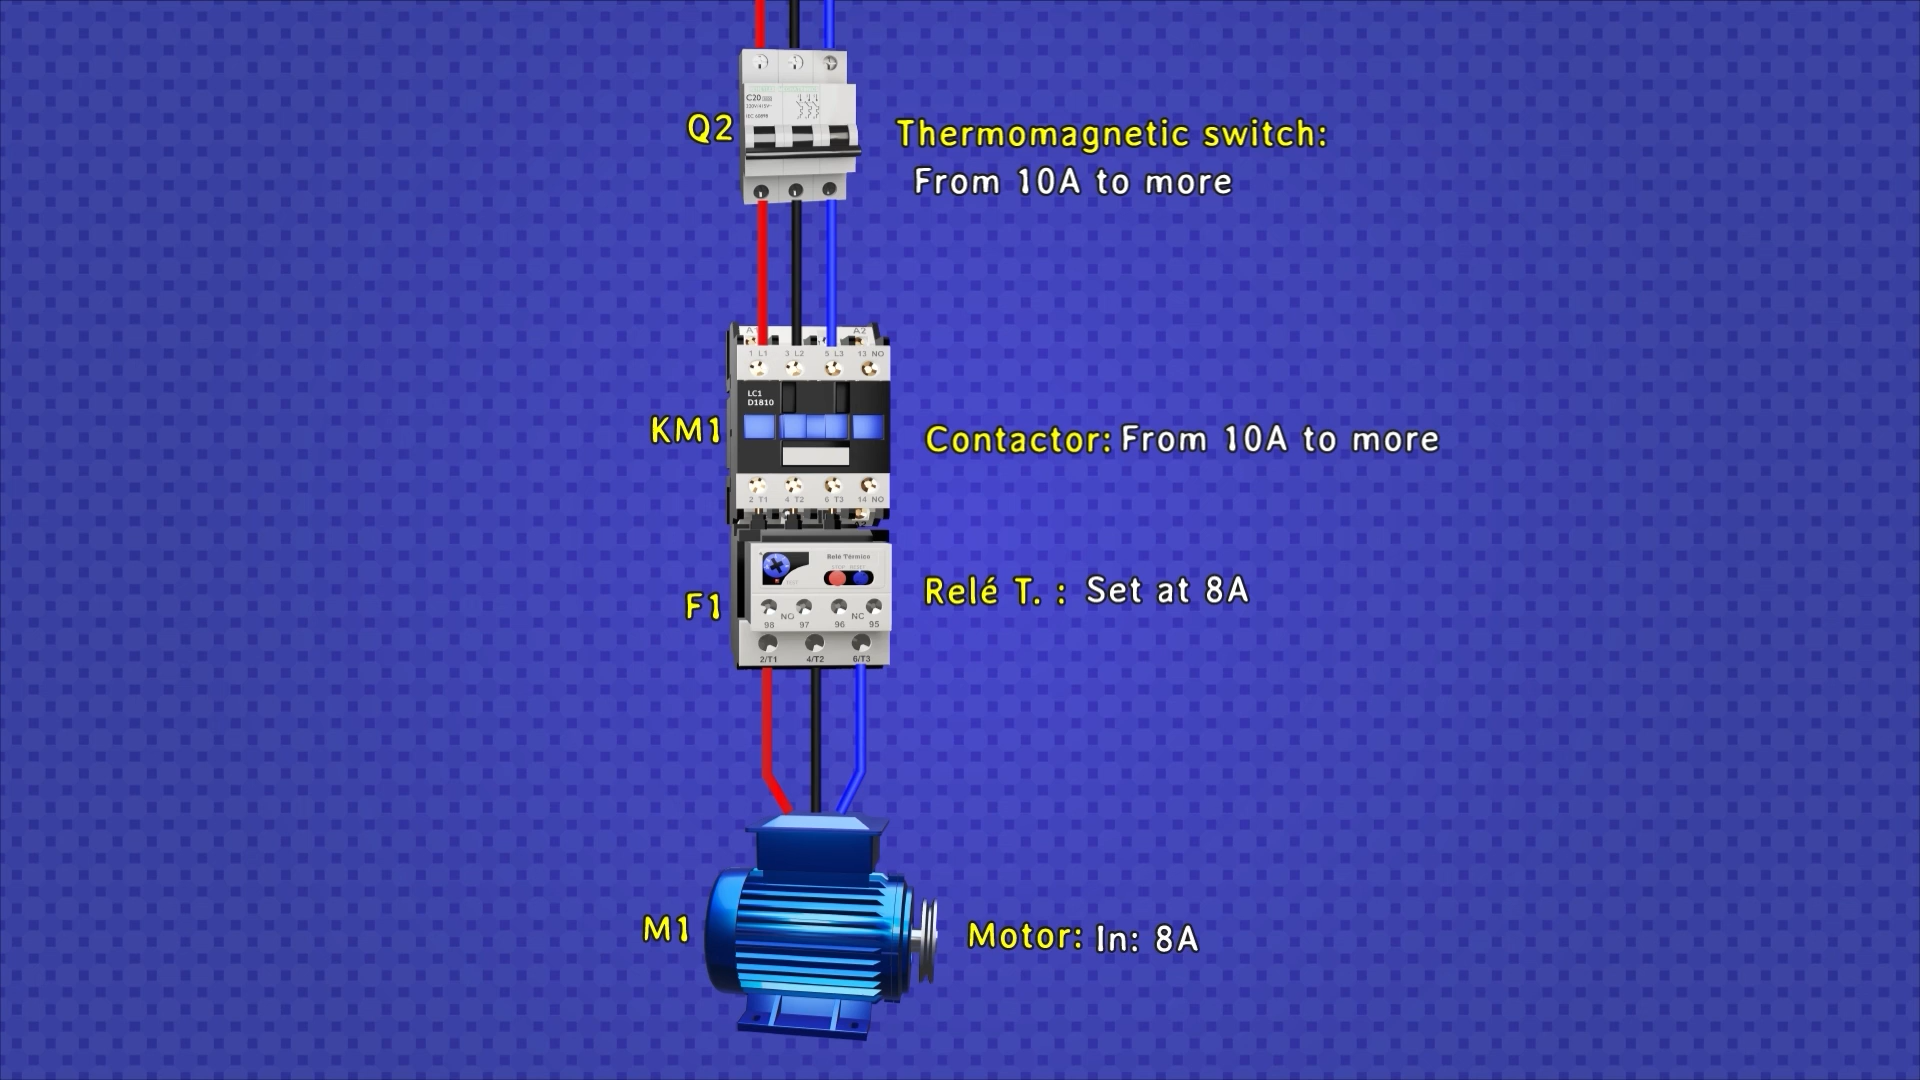 Q2
C20
Thermomagnetic switch:
From 10A to more
A2
1 L1 3 L2 5 L3 13 NO
LC1
D1810
KM1
Contactor: From 10A to more
2 T1 4 T2 6 T3 14 NO
Relé Térmico
F1
Relé T. : Set at 8A
98 NO 97 96 NC 95
2/T1 4/T2 6/T3
M1
Motor: In: 8A